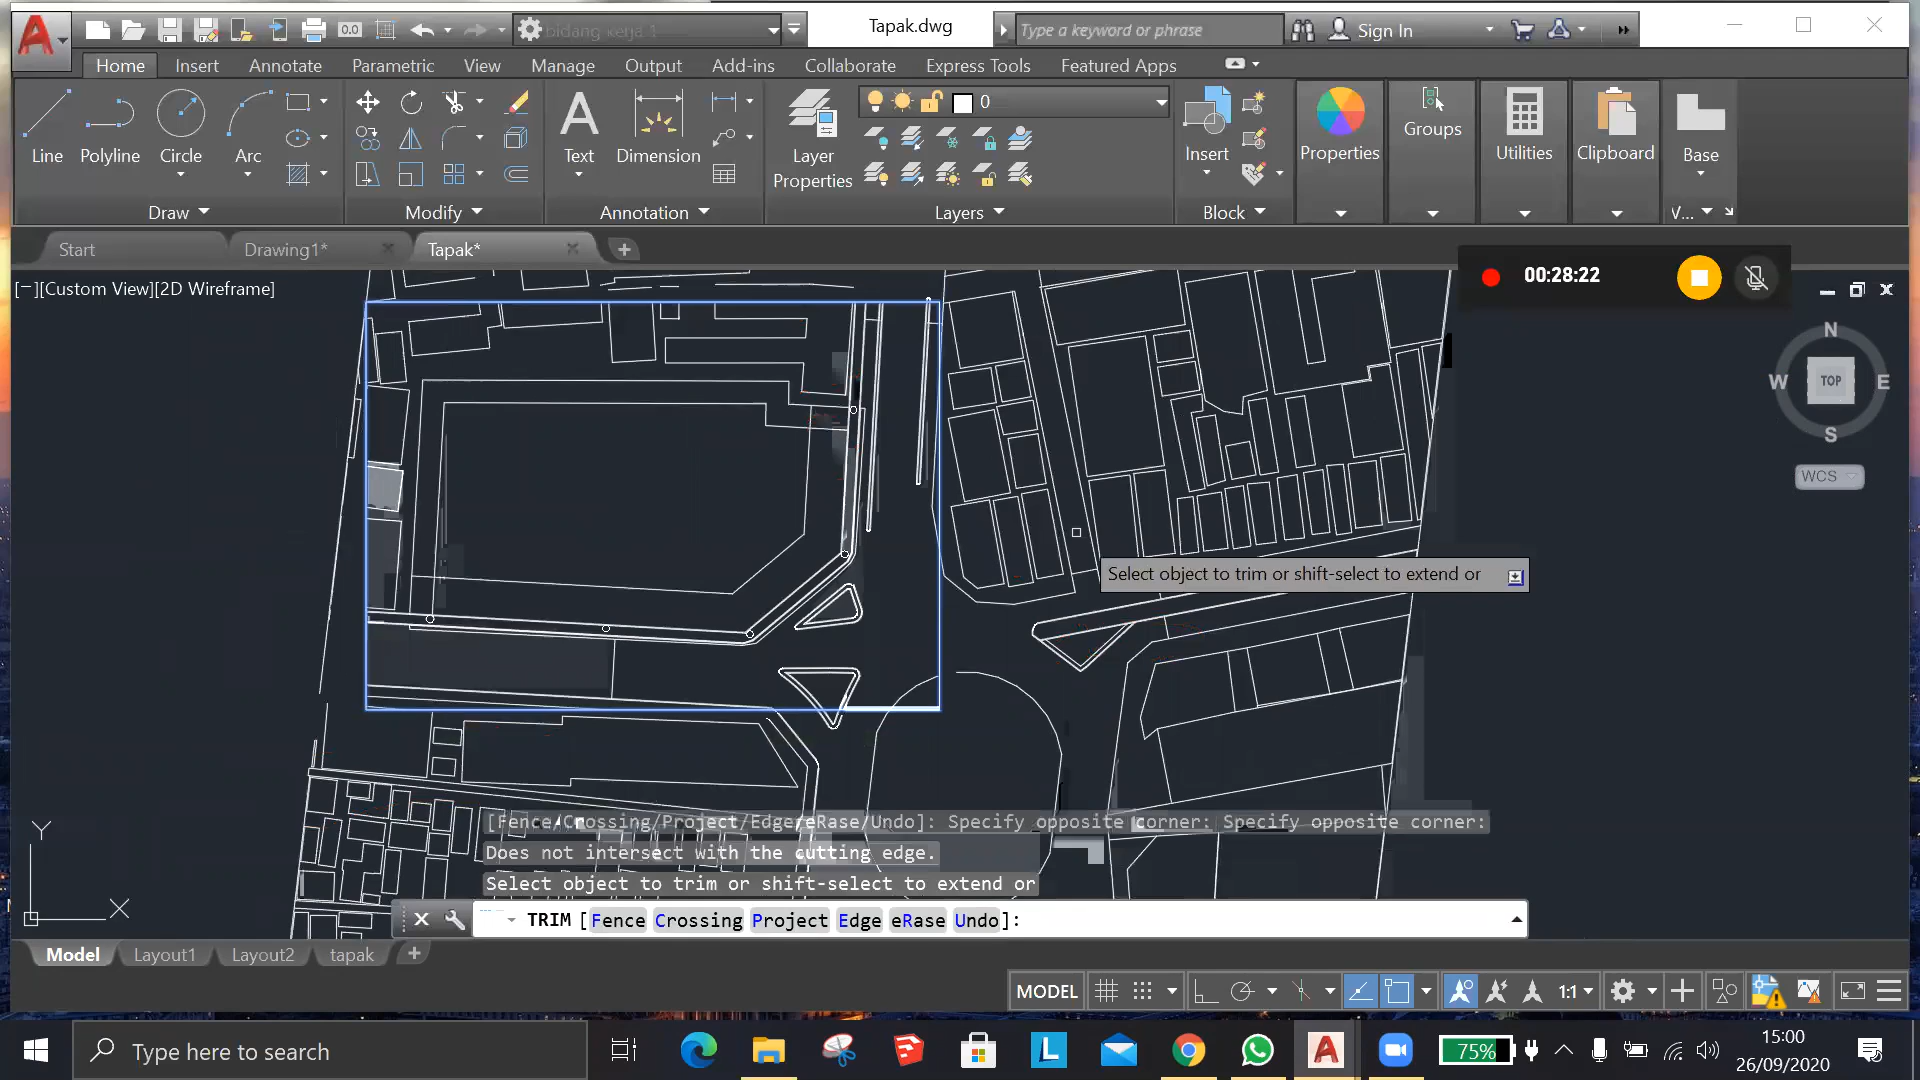 0.0
bidang kerja 1
Tapak.dwg
Type a keyword or phrase
Sign In
Home Insert Annotate Parametric View Manage Output Add-ins Collaborate Express Tools Featured Apps
Line Polyline Circle Arc
Draw
Modify
Text Dimension
Annotation
Layer Properties
0
Layers
Insert
Block
Properties
Groups
Utilities
Clipboard
Base
V...
Start Drawing1* Tapak*
[−][Custom View][2D Wireframe]
00:28:22
N
W TOP E
S
WCS
Select object to trim or shift-select to extend or
Y
X
[Fence/Crossing/Project/Edge/eRase/Undo]: Specify opposite corner: Specify opposite corner:
Does not intersect with the cutting edge.
Select object to trim or shift-select to extend or
TRIM [Fence Crossing Project Edge eRase Undo]:
Model Layout1 Layout2 tapak
MODEL
1:1
Type here to search
L
75%
15:00
26/09/2020